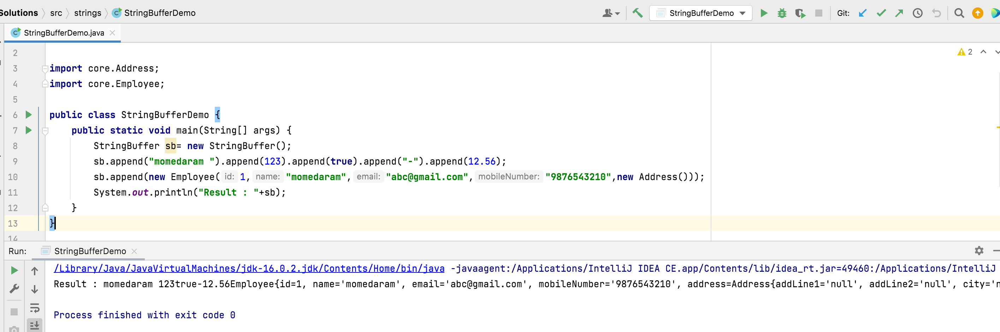 Solutions src strings StringBufferDemo StringBufferDemo Git:
StringBufferDemo.java
2
2
3 import core.Address;
4 import core.Employee;
5
6 public class StringBufferDemo {
7 public static void main(String[] args) {
8 StringBuffer sb= new StringBuffer();
9 sb.append("momedaram ").append(123).append(true).append("-").append(12.56);
10 sb.append(new Employee( id: 1, name: "momedaram", email: "abc@gmail.com", mobileNumber: "9876543210",new Address()));
11 System.out.println("Result : "+sb);
12 }
13 }
14
Run: StringBufferDemo
/Library/Java/JavaVirtualMachines/jdk-16.0.2.jdk/Contents/Home/bin/java -javaagent:/Applications/IntelliJ IDEA CE.app/Contents/lib/idea_rt.jar=49460:/Applications/IntelliJ
Result : momedaram 123true-12.56Employee{id=1, name='momedaram', email='abc@gmail.com', mobileNumber='9876543210', address=Address{addLine1='null', addLine2='null', city='n
Process finished with exit code 0